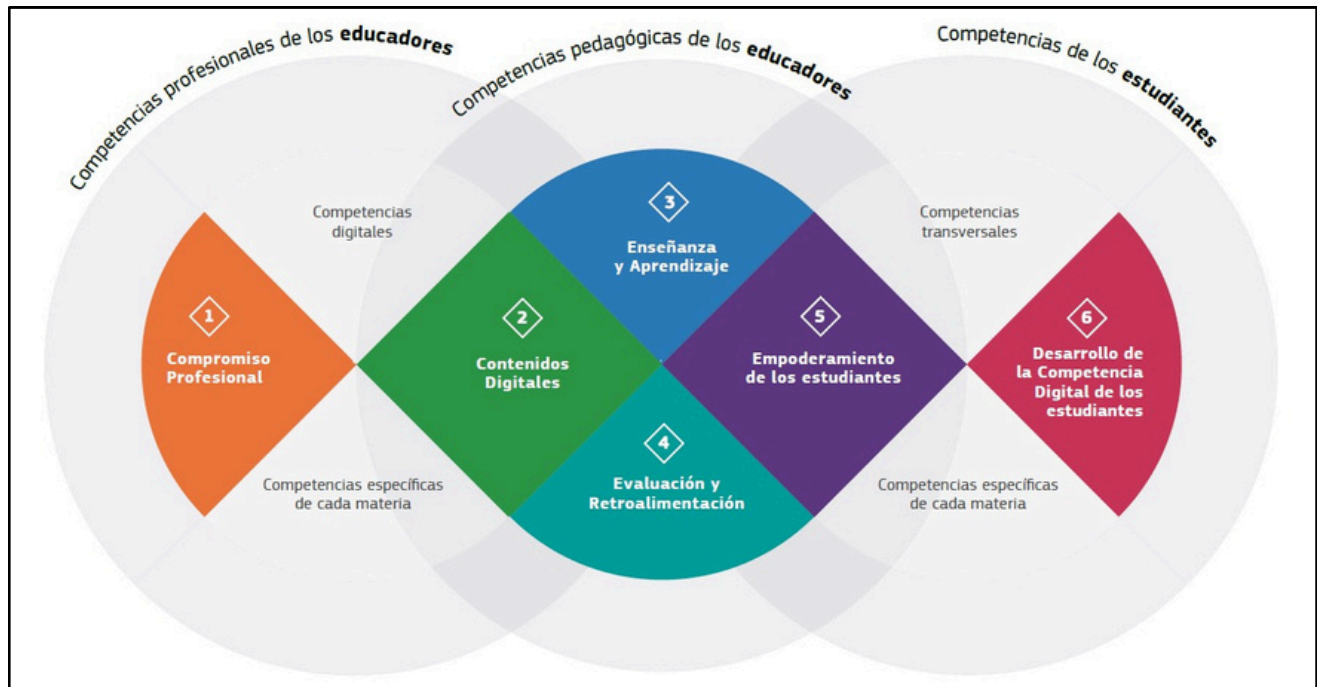 Competencias profesionales de los educadores
Competencias pedagógicas de los educadores
Competencias de los estudiantes
Competencias
digitales
Competencias
transversales
3
Enseñanza
y Aprendizaje
1
Compromiso
Profesional
2
Contenidos
Digitales
5
Empoderamiento
de los estudiantes
6
Desarrollo de
la Competencia
Digital de los
estudiantes
4
Evaluación y
Retroalimentación
Competencias específicas
de cada materia
Competencias específicas
de cada materia